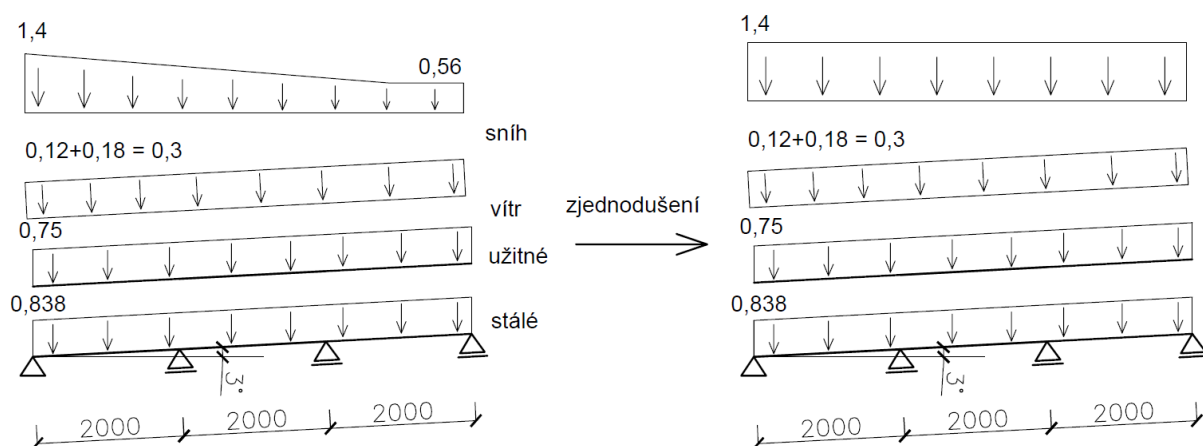 1,4
0,56
sníh
0,12+0,18 = 0,3
vítr
0,75
užitné
0,838
stálé
3°
2000
2000
2000
zjednodušení
1,4
0,12+0,18 = 0,3
0,75
0,838
3°
2000
2000
2000